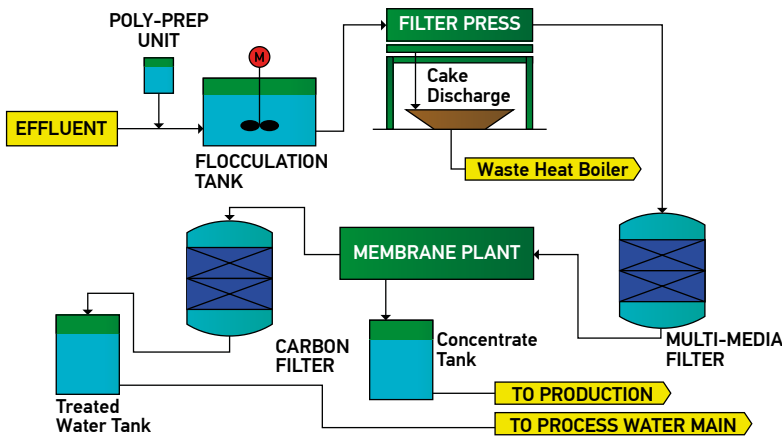 POLY-PREP
UNIT
M
FILTER PRESS
Cake
Discharge
EFFLUENT
FLOCCULATION
TANK
Waste Heat Boiler
MEMBRANE PLANT
CARBON
FILTER
Concentrate
Tank
MULTI-MEDIA
FILTER
Treated
Water Tank
TO PRODUCTION
TO PROCESS WATER MAIN